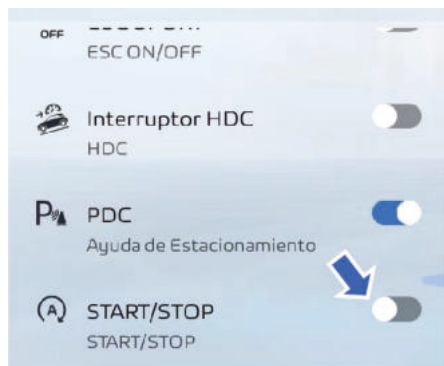 OFF
ESC ON/OFF
Interruptor HDC
HDC
PDC
Ayuda de Estacionamiento
START/STOP
START/STOP